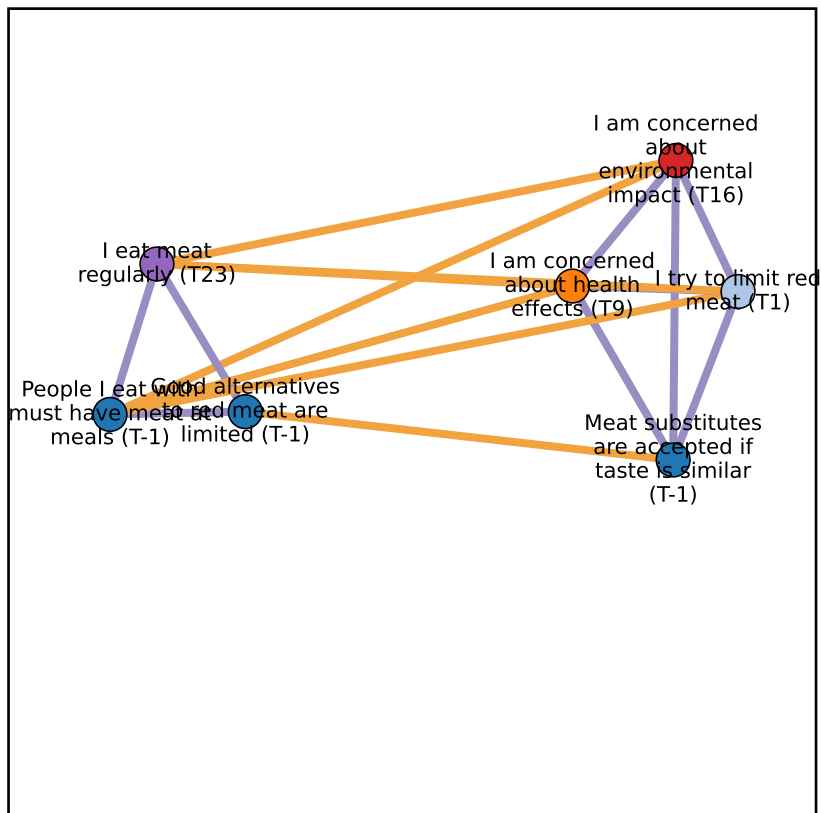 I am concerned
about
environmental
impact (T16)
I eat meat
regularly (T23)
I am concerned
about health
effects (T9)
I try to limit red
meat (T1)
People I eat with
must have meat at
meals (T-1)
Good alternatives
to red meat are
limited (T-1)
Meat substitutes
are accepted if
taste is similar
(T-1)